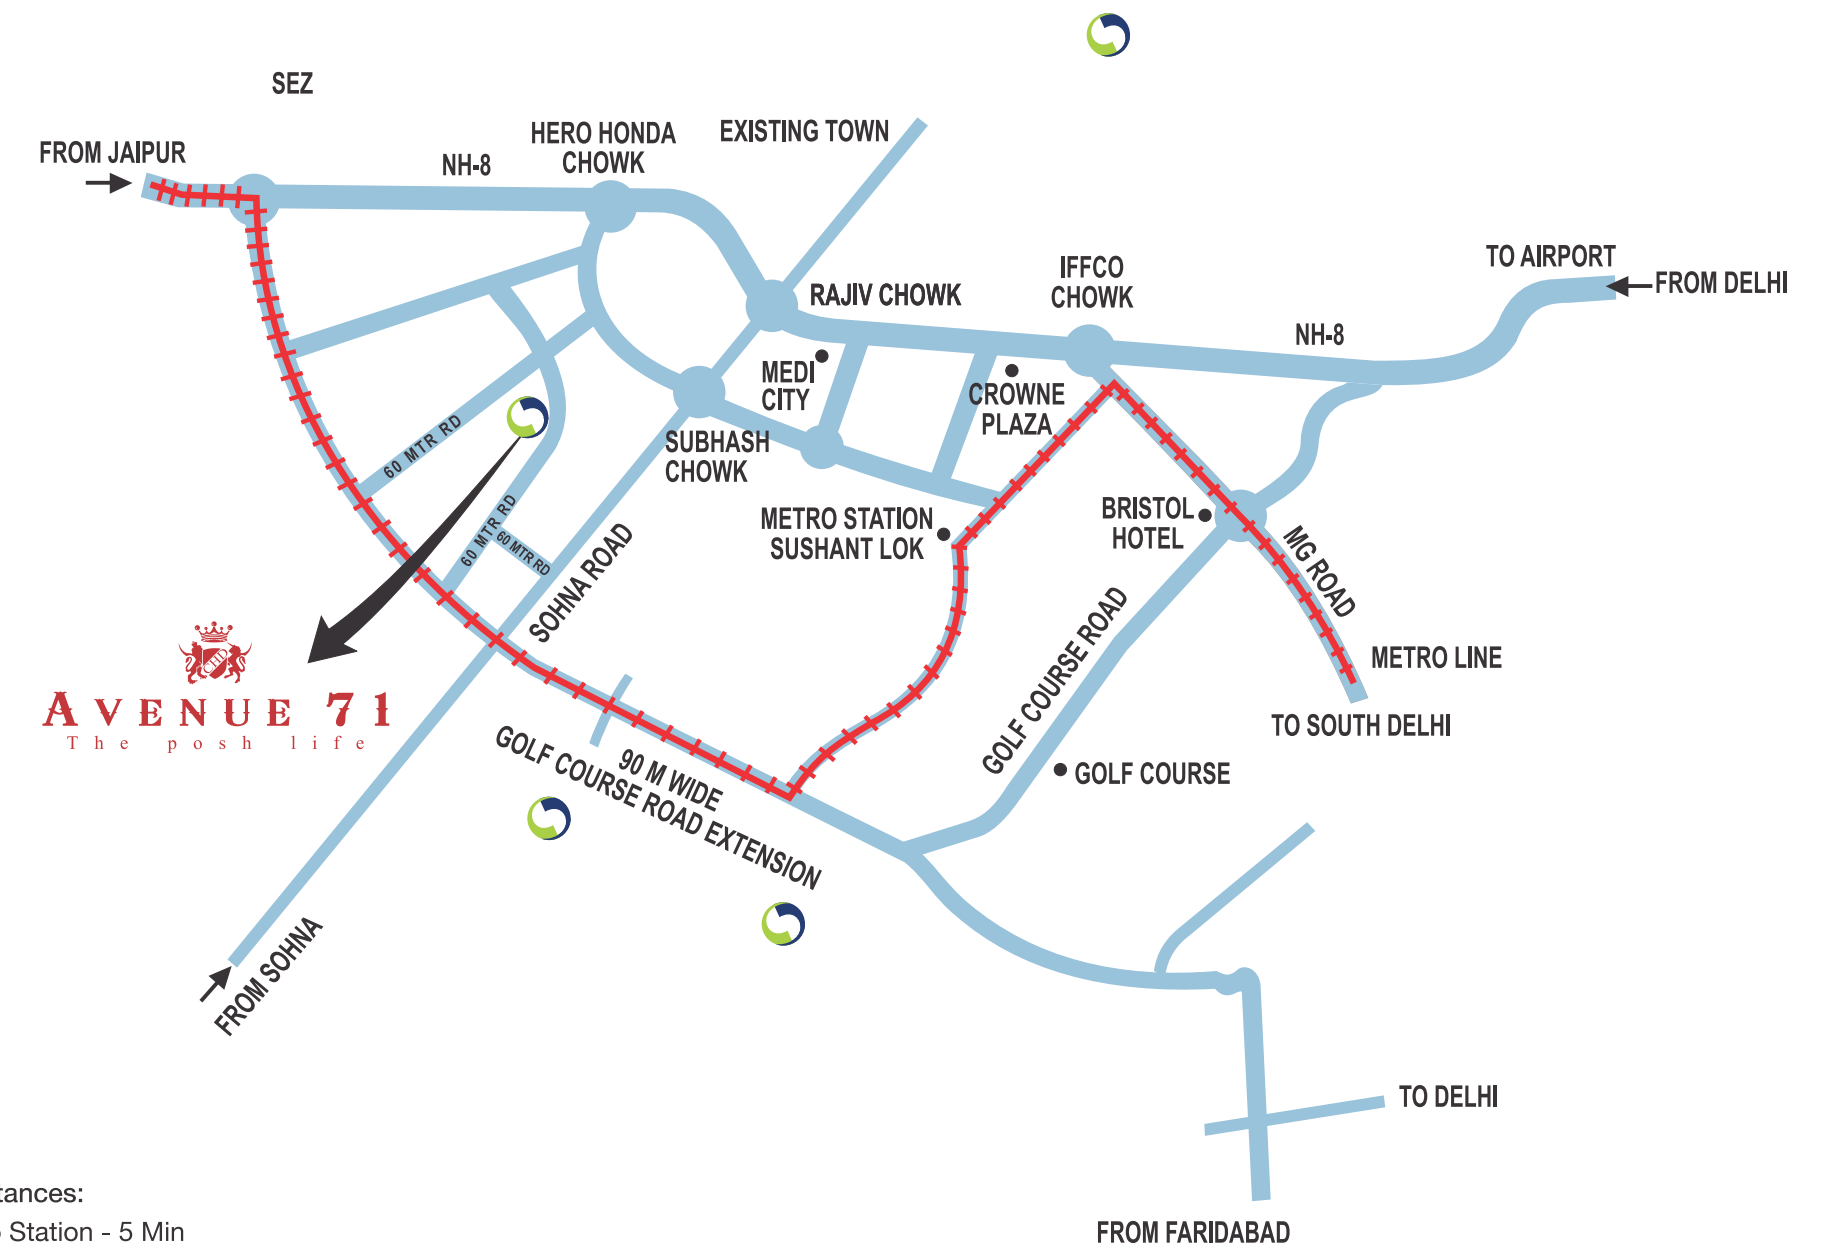 SEZ
FROM JAIPUR
NH-8
HERO HONDA
CHOWK
EXISTING TOWN
RAJIV CHOWK
IFFCO
CHOWK
TO AIRPORT
FROM DELHI
NH-8
MEDI
CITY
CROWNE
PLAZA
SUBHASH
CHOWK
60 MTR RD
60 MTR RD
60 MTR RD
METRO STATION
SUSHANT LOK
BRISTOL
HOTEL
MG ROAD
SOHNA ROAD
GOLF COURSE ROAD
METRO LINE
TO SOUTH DELHI
CHD
AVENUE 71
The posh life
90 M WIDE
GOLF COURSE ROAD EXTENSION
GOLF COURSE
FROM SOHNA
TO DELHI
FROM FARIDABAD
tances:
Station - 5 Min